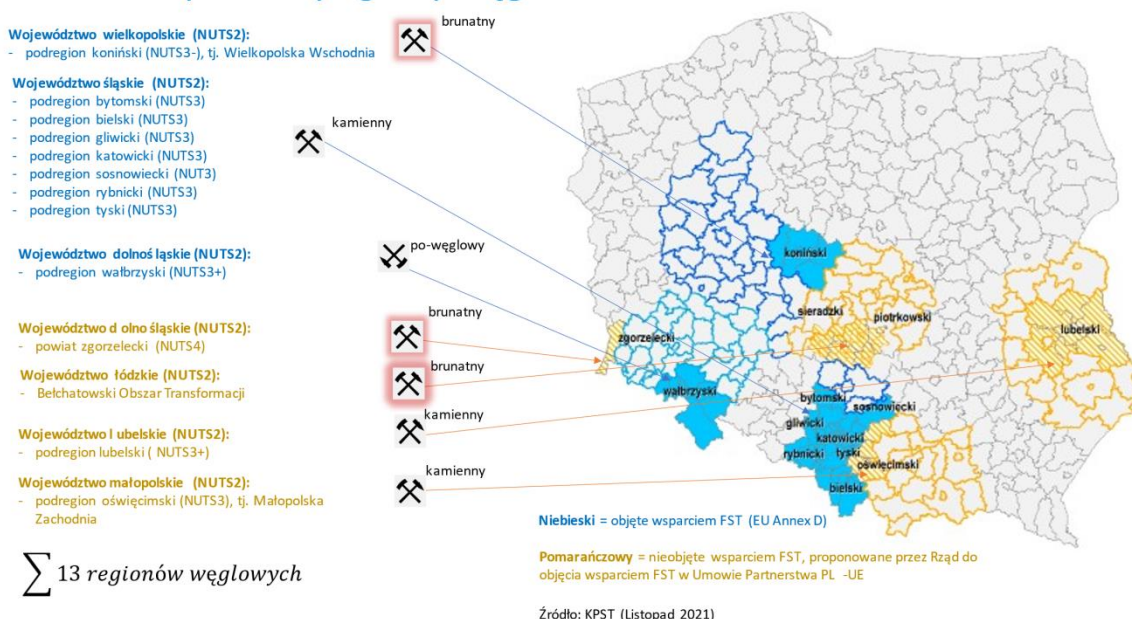 Województwo wielkopolskie (NUTS2):
- podregion koniński (NUTS3-), tj. Wielkopolska Wschodnia
Województwo śląskie (NUTS2):
- podregion bytomski (NUTS3)
- podregion bielski (NUTS3)
- podregion gliwicki (NUTS3)
- podregion katowicki (NUTS3)
- podregion sosnowiecki (NUT3)
- podregion rybnicki (NUTS3)
- podregion tyski (NUTS3)
Województwo dolnoś ląskie (NUTS2):
- podregion wałbrzyski (NUTS3+)
Województwo d olno śląskie (NUTS2):
- powiat zgorzelecki (NUTS4)
Województwo łódzkie (NUTS2):
- Bełchatowski Obszar Transformacji
Województwo l ubelskie (NUTS2):
- podregion lubelski ( NUTS3+)
Województwo małopolskie (NUTS2):
- podregion oświęcimski (NUTS3), tj. Małopolska
Zachodnia
∑ 13 regionów węglowych
brunatny
kamienny
po-węglowy
brunatny
brunatny
kamienny
kamienny
koniński
sieradzki
piotrkowski
lubelski
zgorzelecki
wałbrzyski
bytomski
sosnowiecki
gliwicki
katowicki
rybnicki
tyski
oświęcimski
bielski
Niebieski = objęte wsparciem FST (EU Annex D)
Pomarańczowy = nieobjęte wsparciem FST, proponowane przez Rząd do
objęcia wsparciem FST w Umowie Partnerstwa PL -UE
Źródło: KPST (Listopad 2021)